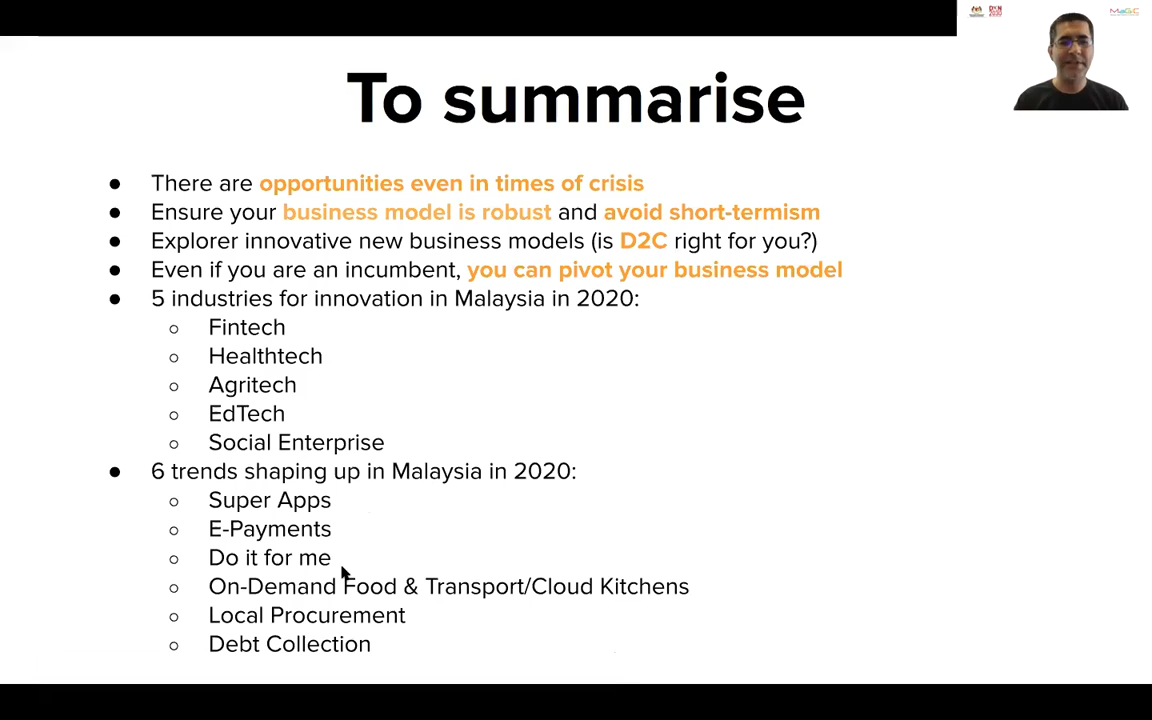 MaGIC
To summarise
● There are opportunities even in times of crisis
● Ensure your business model is robust and avoid short-termism
● Explorer innovative new business models (is D2C right for you?)
● Even if you are an incumbent, you can pivot your business model
● 5 industries for innovation in Malaysia in 2020:
○ Fintech
○ Healthtech
○ Agritech
○ EdTech
○ Social Enterprise
● 6 trends shaping up in Malaysia in 2020:
○ Super Apps
○ E-Payments
○ Do it for me
○ On-Demand Food & Transport/Cloud Kitchens
○ Local Procurement
○ Debt Collection